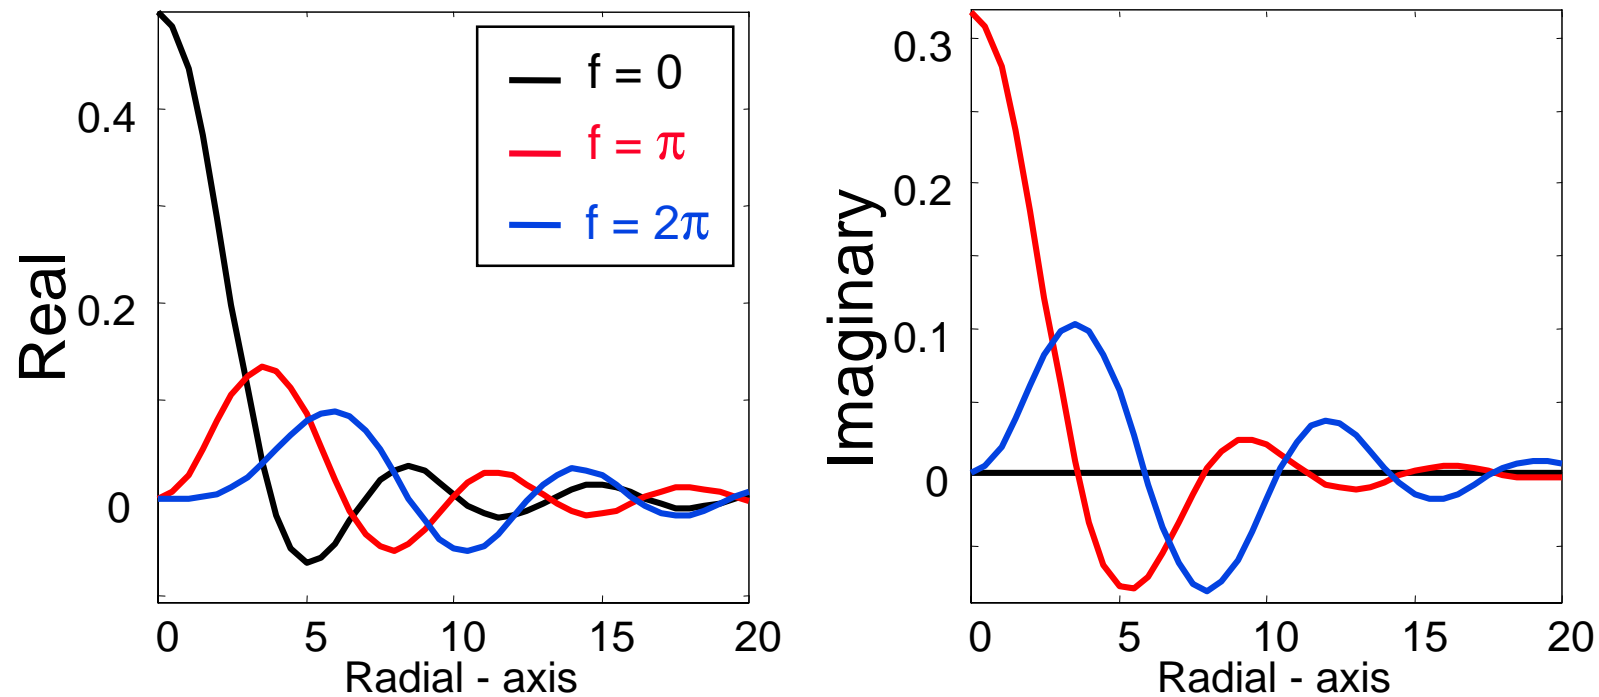 f = 0
f = π
f = 2π
0.4
0.2
0
Real
0 5 10 15 20
Radial - axis
0.3
0.2
0.1
0
Imaginary
0 5 10 15 20
Radial - axis